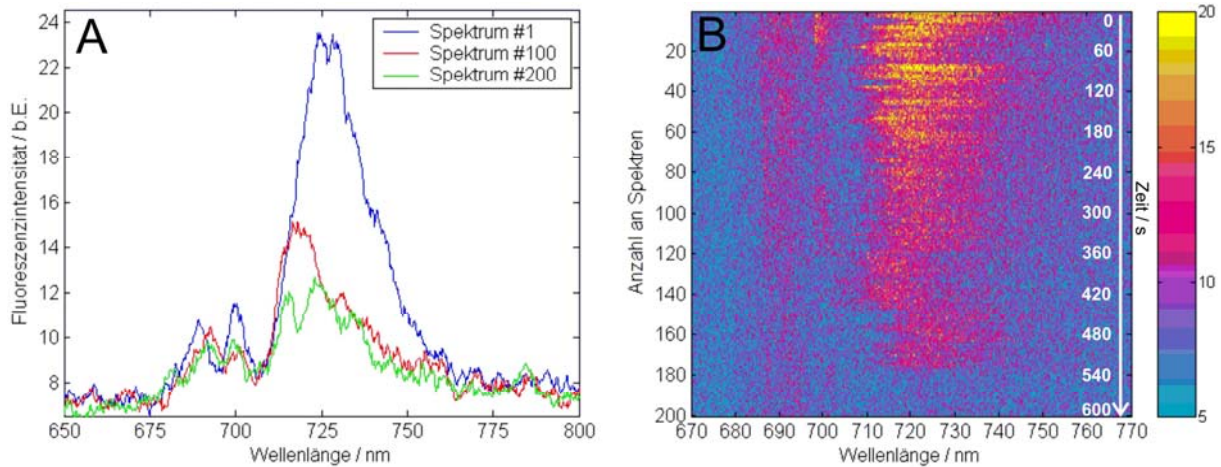 A
Spektrum #1
Spektrum #100
Spektrum #200
Fluoreszenzintensität / b.E.
24
22
20
18
16
14
12
10
8
650 675 700 725 750 775 800
Wellenlänge / nm
B
Anzahl an Spektren
20
40
60
80
100
120
140
160
180
200
670 680 690 700 710 720 730 740 750 760 770
Wellenlänge / nm
0
60
120
180
240
300
360
420
480
540
600
Zeit / s
20
15
10
5